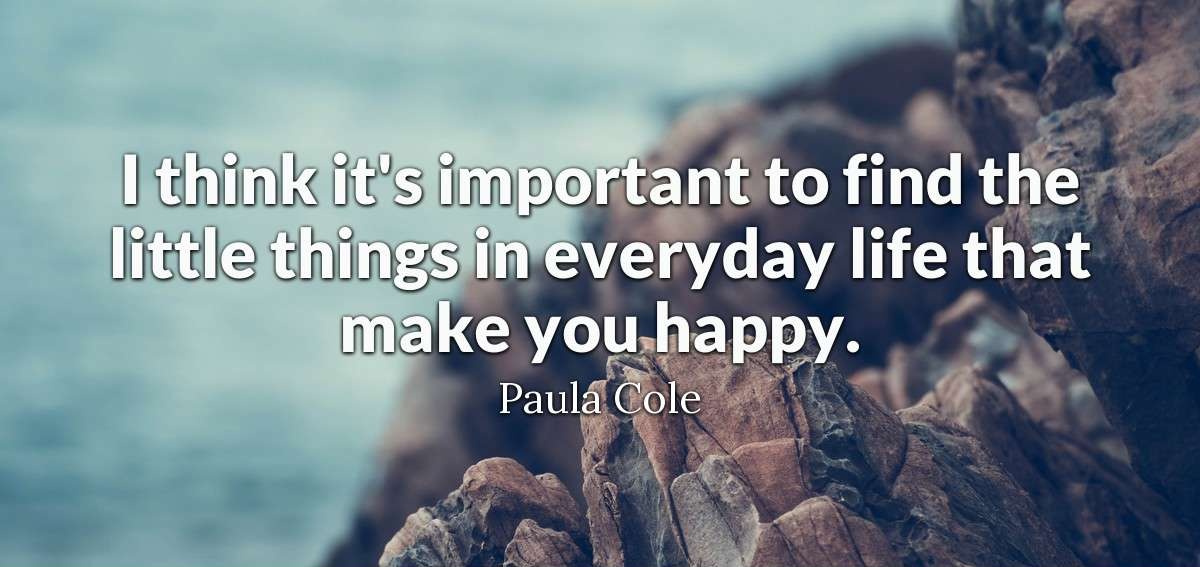 I think it's important to find the
little things in everyday life that
make you happy.
Paula Cole